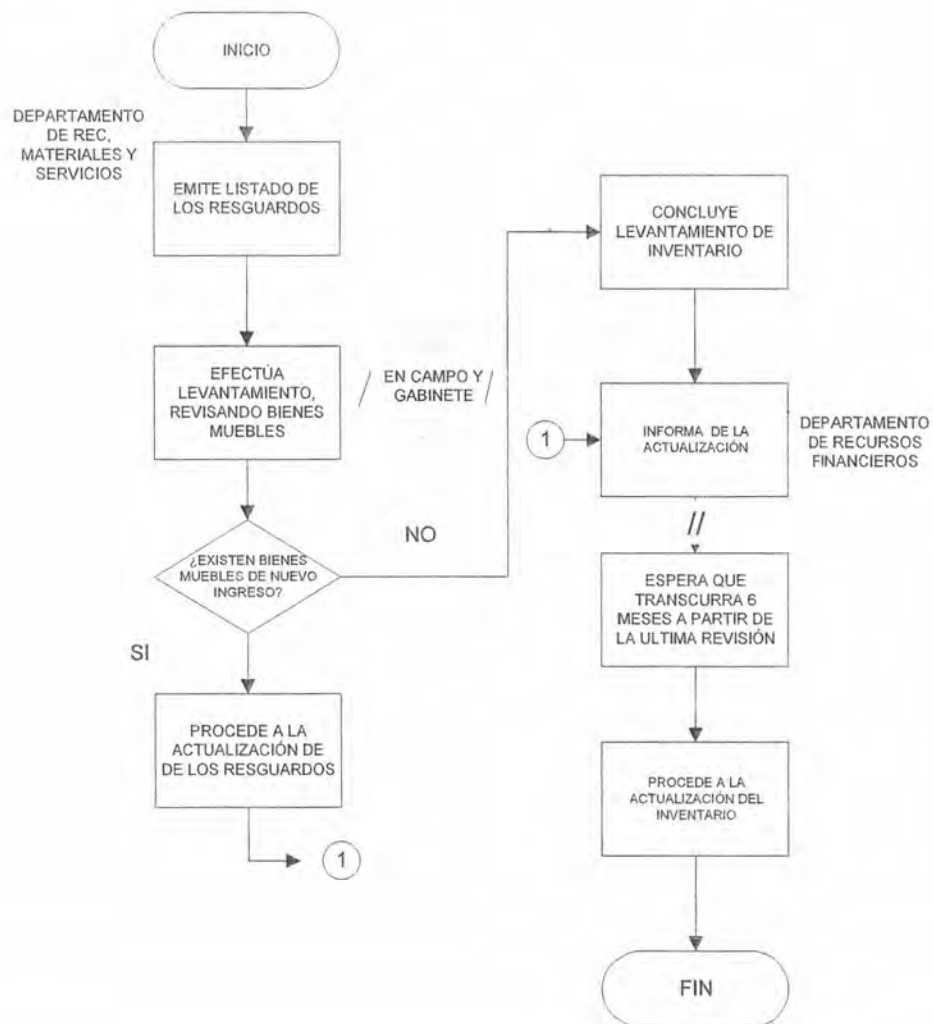 INICIO
DEPARTAMENTO
DE REC,
MATERIALES Y
SERVICIOS
EMITE LISTADO DE
LOS RESGUARDOS
EFECTÚA
LEVANTAMIENTO,
REVISANDO BIENES
MUEBLES
/ EN CAMPO Y
GABINETE /
¿EXISTEN BIENES
MUEBLES DE NUEVO
INGRESO?
NO
SI
PROCEDE A LA
ACTUALIZACIÓN DE
DE LOS RESGUARDOS
1
CONCLUYE
LEVANTAMIENTO DE
INVENTARIO
1
INFORMA DE LA
ACTUALIZACIÓN
DEPARTAMENTO
DE RECURSOS
FINANCIEROS
//
ESPERA QUE
TRANSCURRA 6
MESES A PARTIR DE
LA ULTIMA REVISIÓN
PROCEDE A LA
ACTUALIZACIÓN DEL
INVENTARIO
FIN